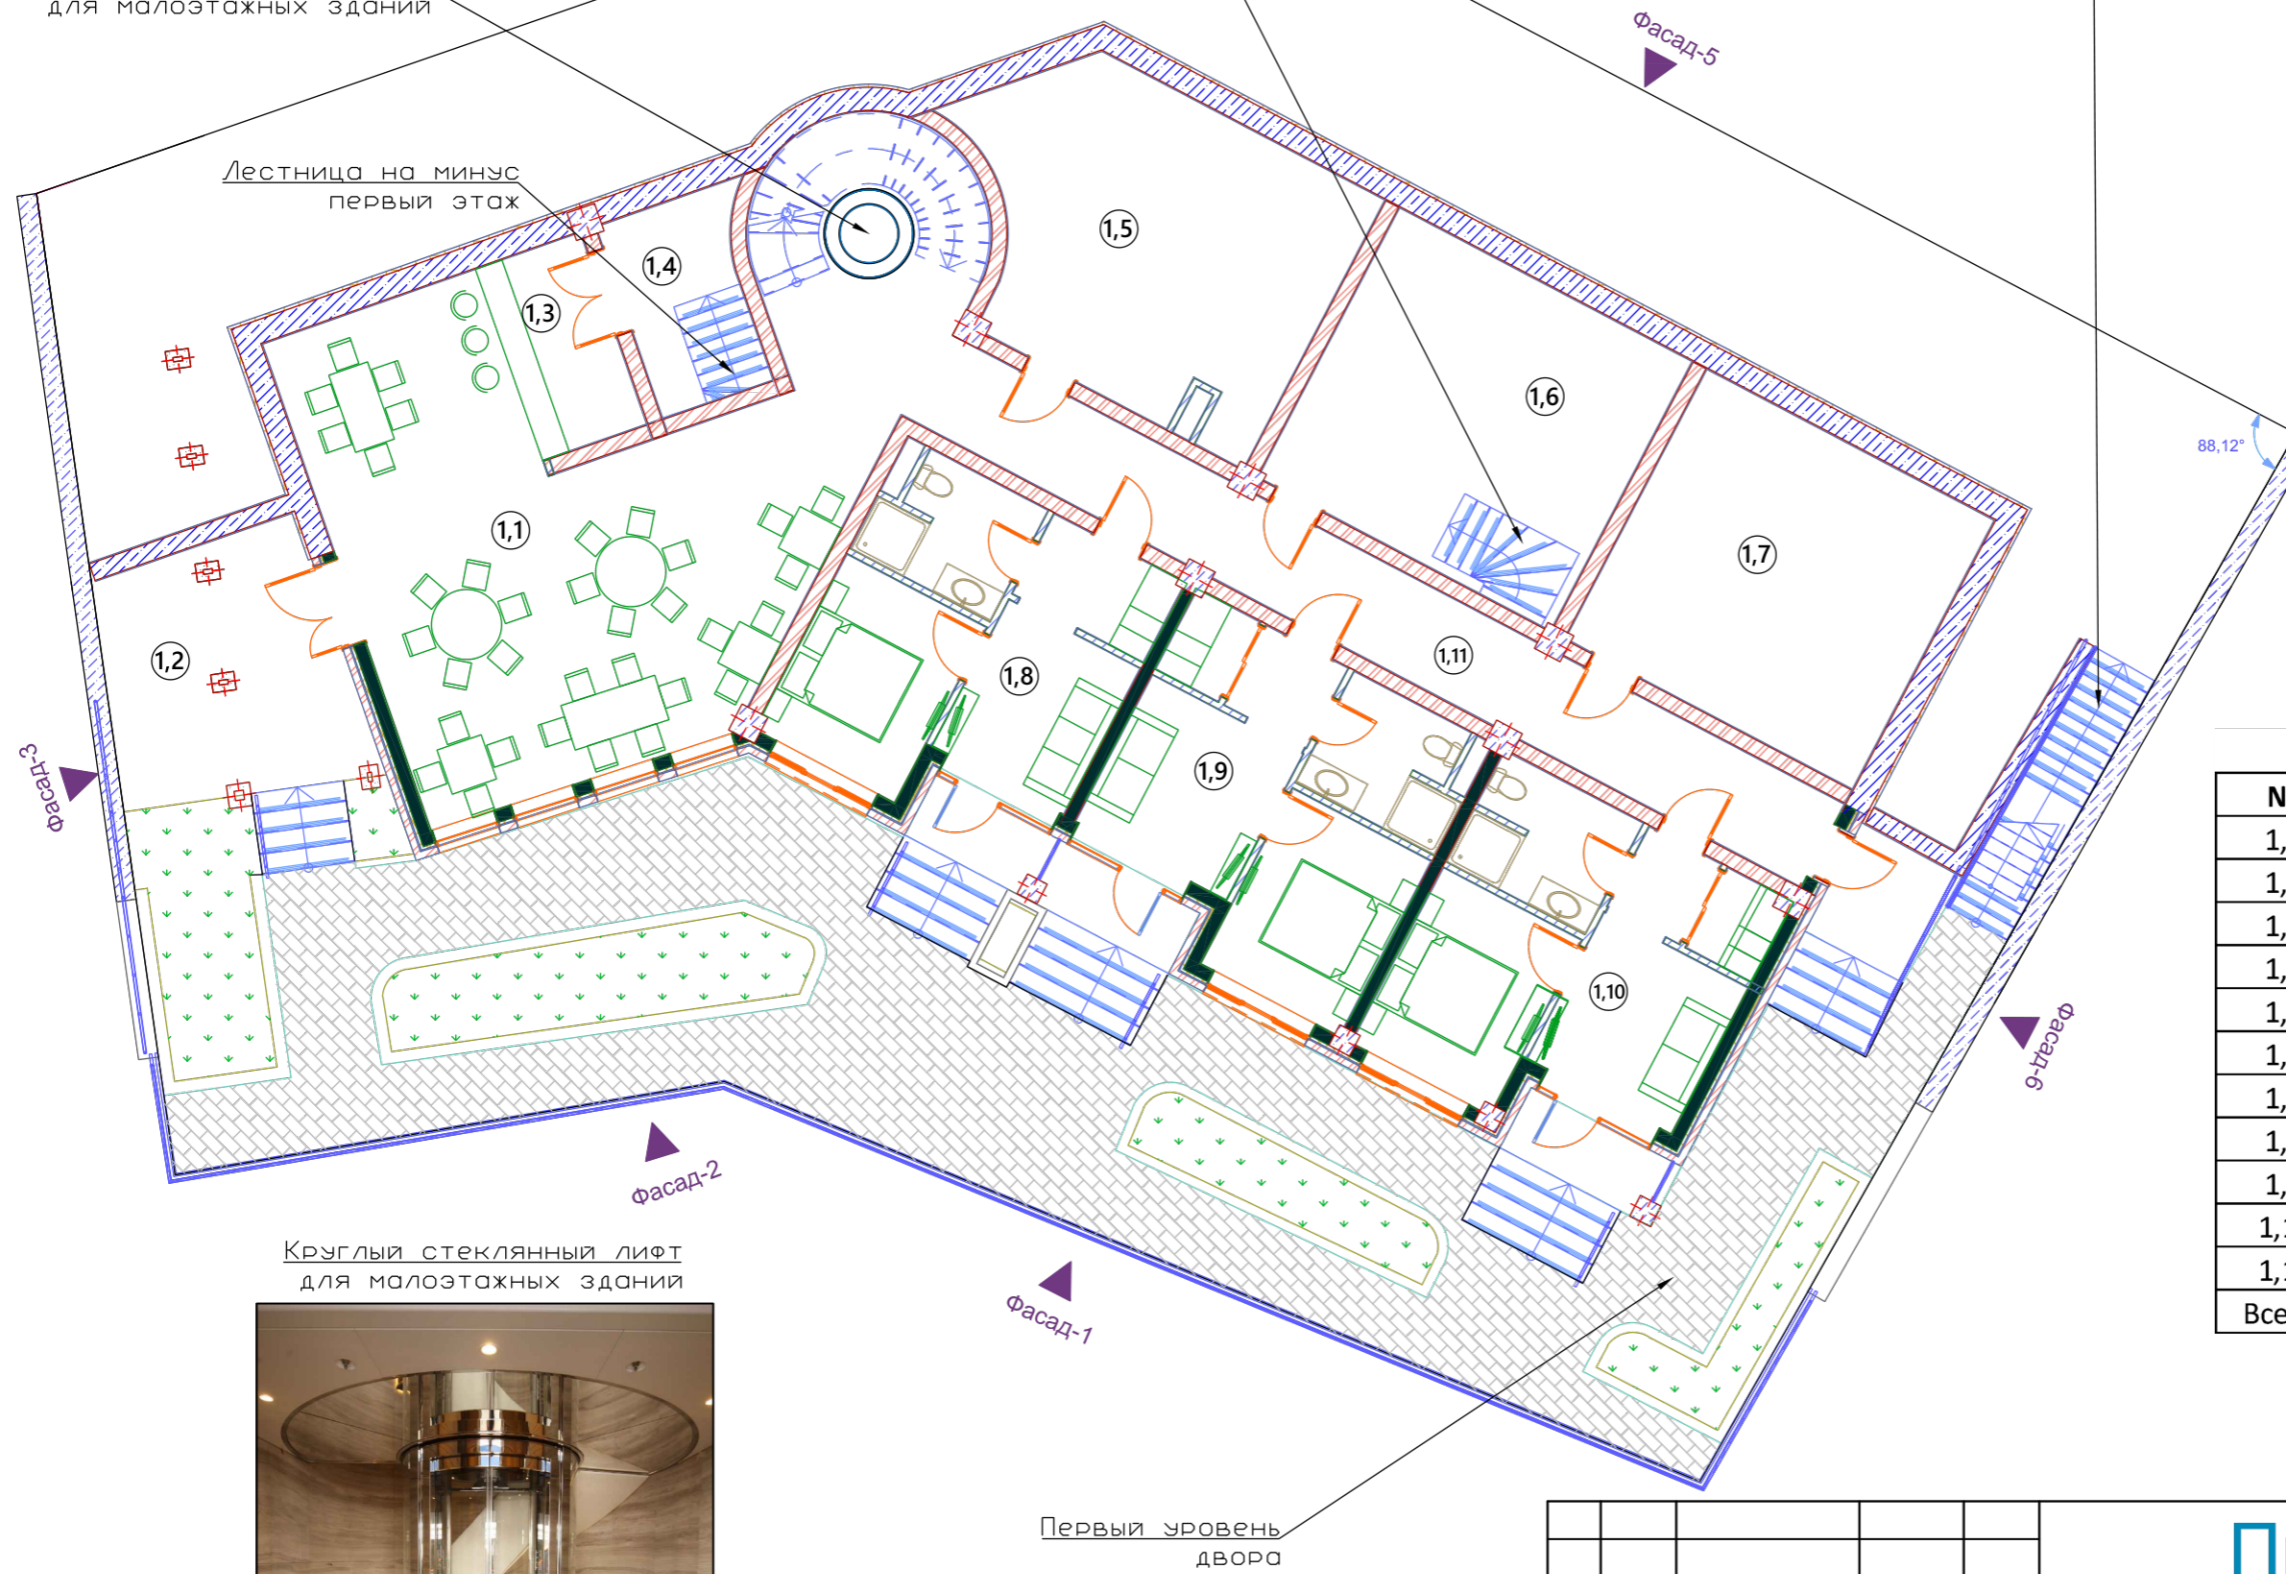 для малоэтажных зданий
Фасад-5
Лестница на минус
первый этаж
1,5
1,4
1,3
1,6
88,12°
1,1
1,7
1,2
1,8
1,11
1,9
Фасад-3
1,10
Фасад-6
Фасад-2
Круглый стеклянный лифт
для малоэтажных зданий
Фасад-1
Первый уровень
двора
N
1,
1,
1,
1,
1,
1,
1,
1,
1,
1,1
1,1
Все
П